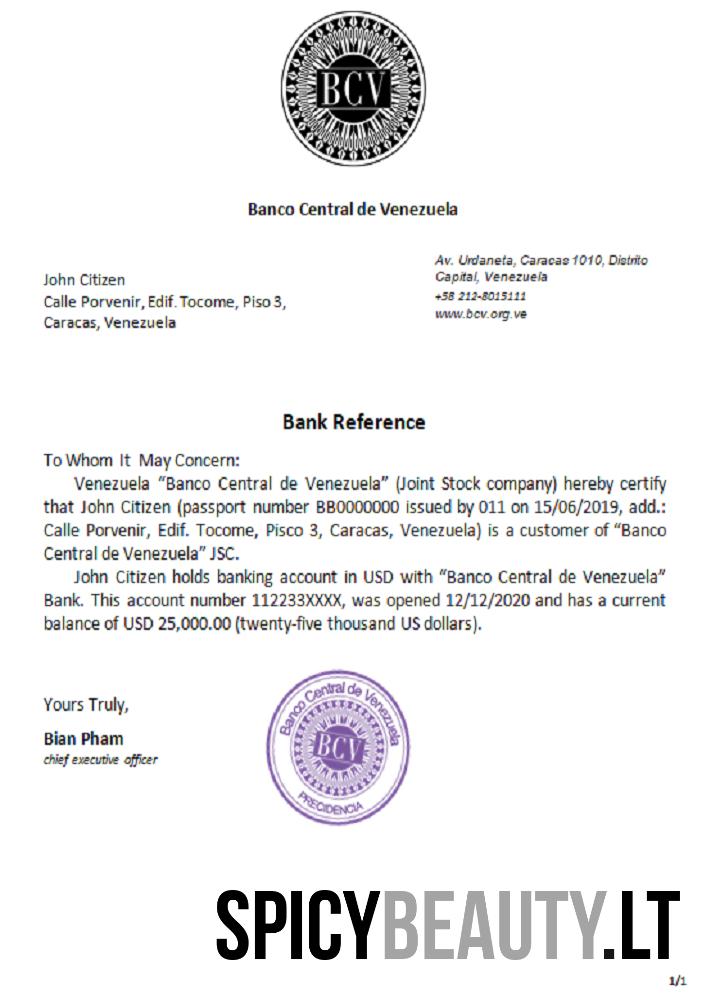 BCV
Banco Central de Venezuela
John Citizen
Calle Porvenir, Edif. Tocome, Piso 3,
Caracas, Venezuela
Av. Urdaneta, Caracas 1010, Distrito
Capital, Venezuela
+58 212-8015111
www.bcv.org.ve
Bank Reference
To Whom It May Concern:
Venezuela “Banco Central de Venezuela” (Joint Stock company) hereby certify
that John Citizen (passport number BB0000000 issued by 011 on 15/06/2019, add.:
Calle Porvenir, Edif. Tocome, Pisco 3, Caracas, Venezuela) is a customer of “Banco
Central de Venezuela” JSC.
John Citizen holds banking account in USD with “Banco Central de Venezuela”
Bank. This account number 112233XXXX, was opened 12/12/2020 and has a current
balance of USD 25,000.00 (twenty-five thousand US dollars).
Yours Truly,
Bian Pham
chief executive officer
Banco Central de Venezuela
BCV
PRECIDENCIA
SPICYBEAUTY.LT
1/1